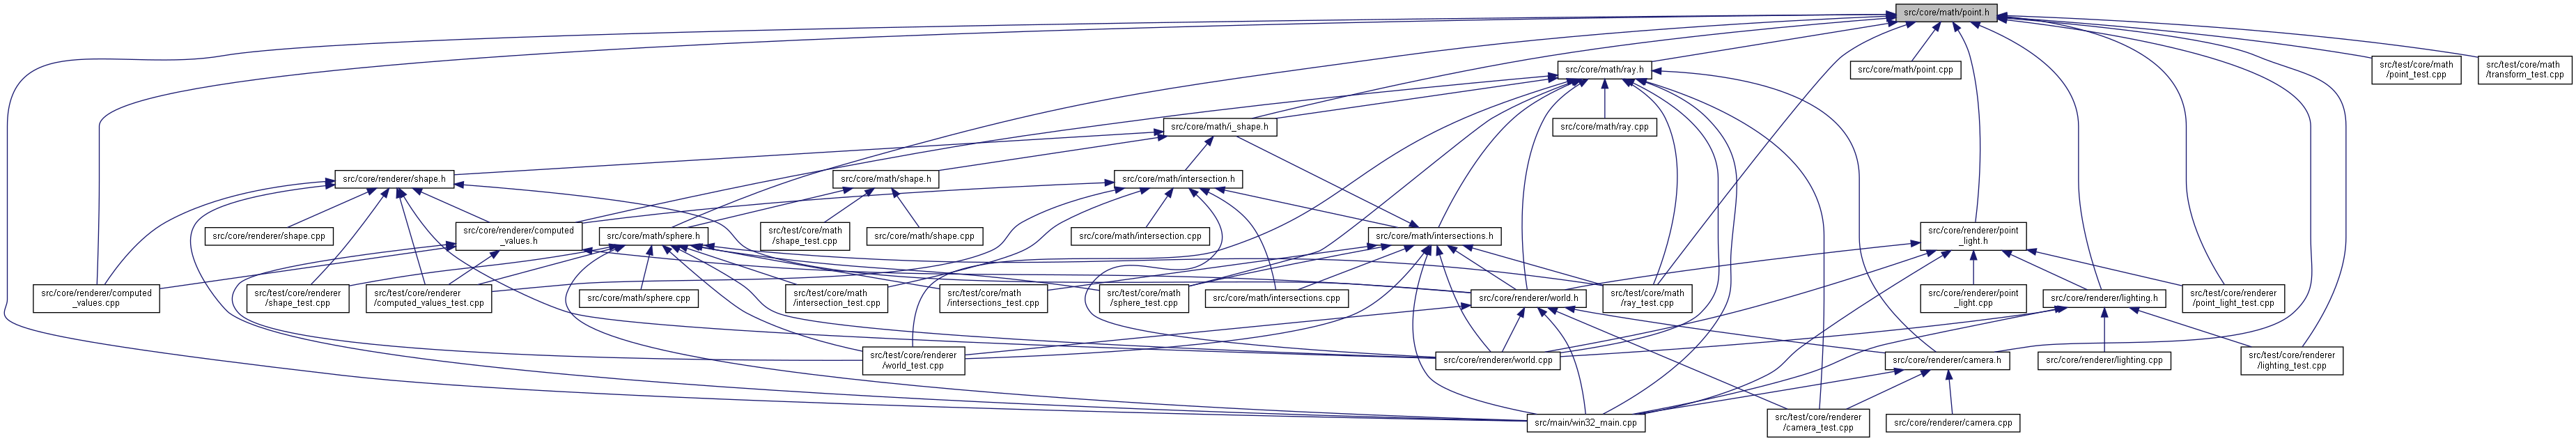 src/core/math/point.h
src/core/math/ray.h
src/core/math/point.cpp
src/test/core/math
/point_test.cpp
src/test/core/math
/transform_test.cpp
src/core/math/i_shape.h
src/core/math/ray.cpp
src/core/renderer/shape.h
src/core/math/shape.h
src/core/math/intersection.h
src/core/renderer/shape.cpp
src/core/renderer/computed
_values.h
src/core/math/sphere.h
src/test/core/math
/shape_test.cpp
src/core/math/shape.cpp
src/core/math/intersection.cpp
src/core/math/intersections.h
src/core/renderer/point
_light.h
src/core/renderer/computed
_values.cpp
src/test/core/renderer
/shape_test.cpp
src/test/core/renderer
/computed_values_test.cpp
src/core/math/sphere.cpp
src/test/core/math
/intersection_test.cpp
src/test/core/math
/intersections_test.cpp
src/test/core/math
/sphere_test.cpp
src/core/math/intersections.cpp
src/core/renderer/world.h
src/test/core/math
/ray_test.cpp
src/core/renderer/point
_light.cpp
src/core/renderer/lighting.h
src/test/core/renderer
/point_light_test.cpp
src/test/core/renderer
/world_test.cpp
src/core/renderer/world.cpp
src/core/renderer/camera.h
src/core/renderer/lighting.cpp
src/test/core/renderer
/lighting_test.cpp
src/main/win32_main.cpp
src/test/core/renderer
/camera_test.cpp
src/core/renderer/camera.cpp